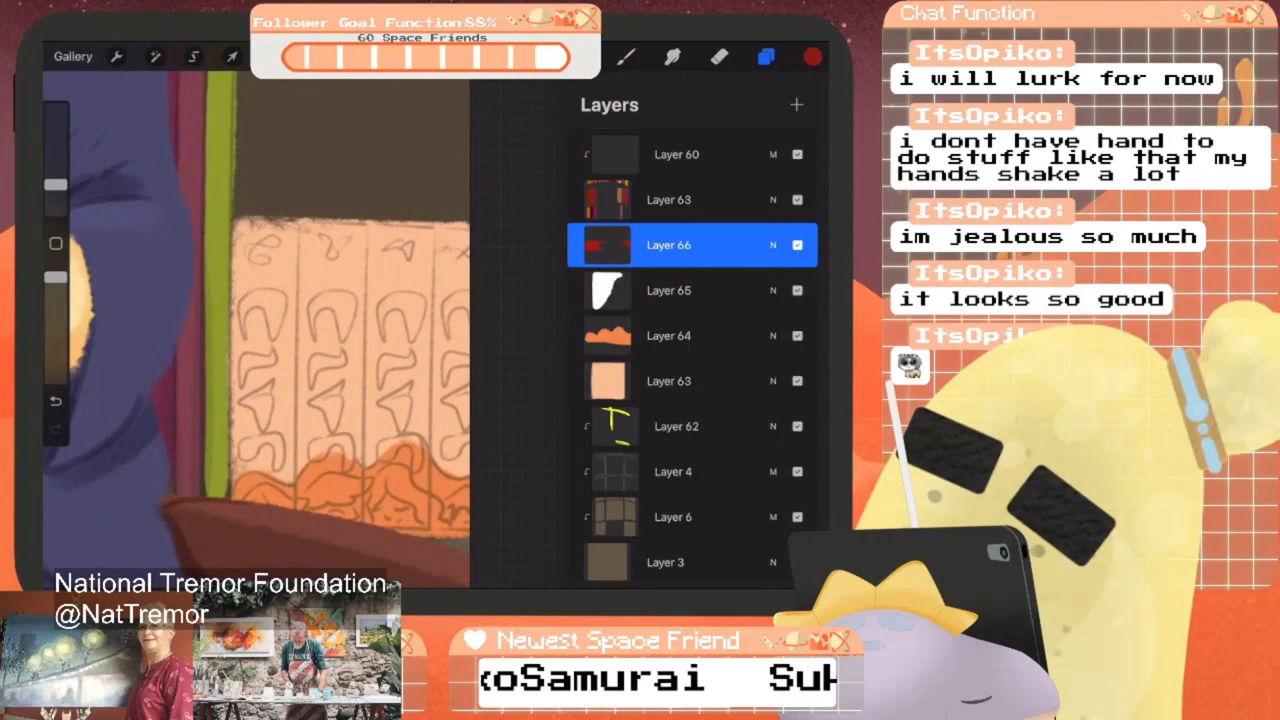 Follower Goal Function 88%
60 Space Friends
Gallery
Layers
Layer 60
M
Layer 63
N
Layer 66
N
Layer 65
N
Layer 64
N
Layer 63
N
Layer 62
N
Layer 4
M
Layer 6
M
Layer 3
N
Chat Function
ItsOpiko:
i will lurk for now
ItsOpiko:
i dont have hand to
do stuff like that my
hands shake a lot
ItsOpiko:
im jealous so much
ItsOpiko:
it looks so good
National Tremor Foundation
@NatTremor
Newest Space Friend
oSamurai